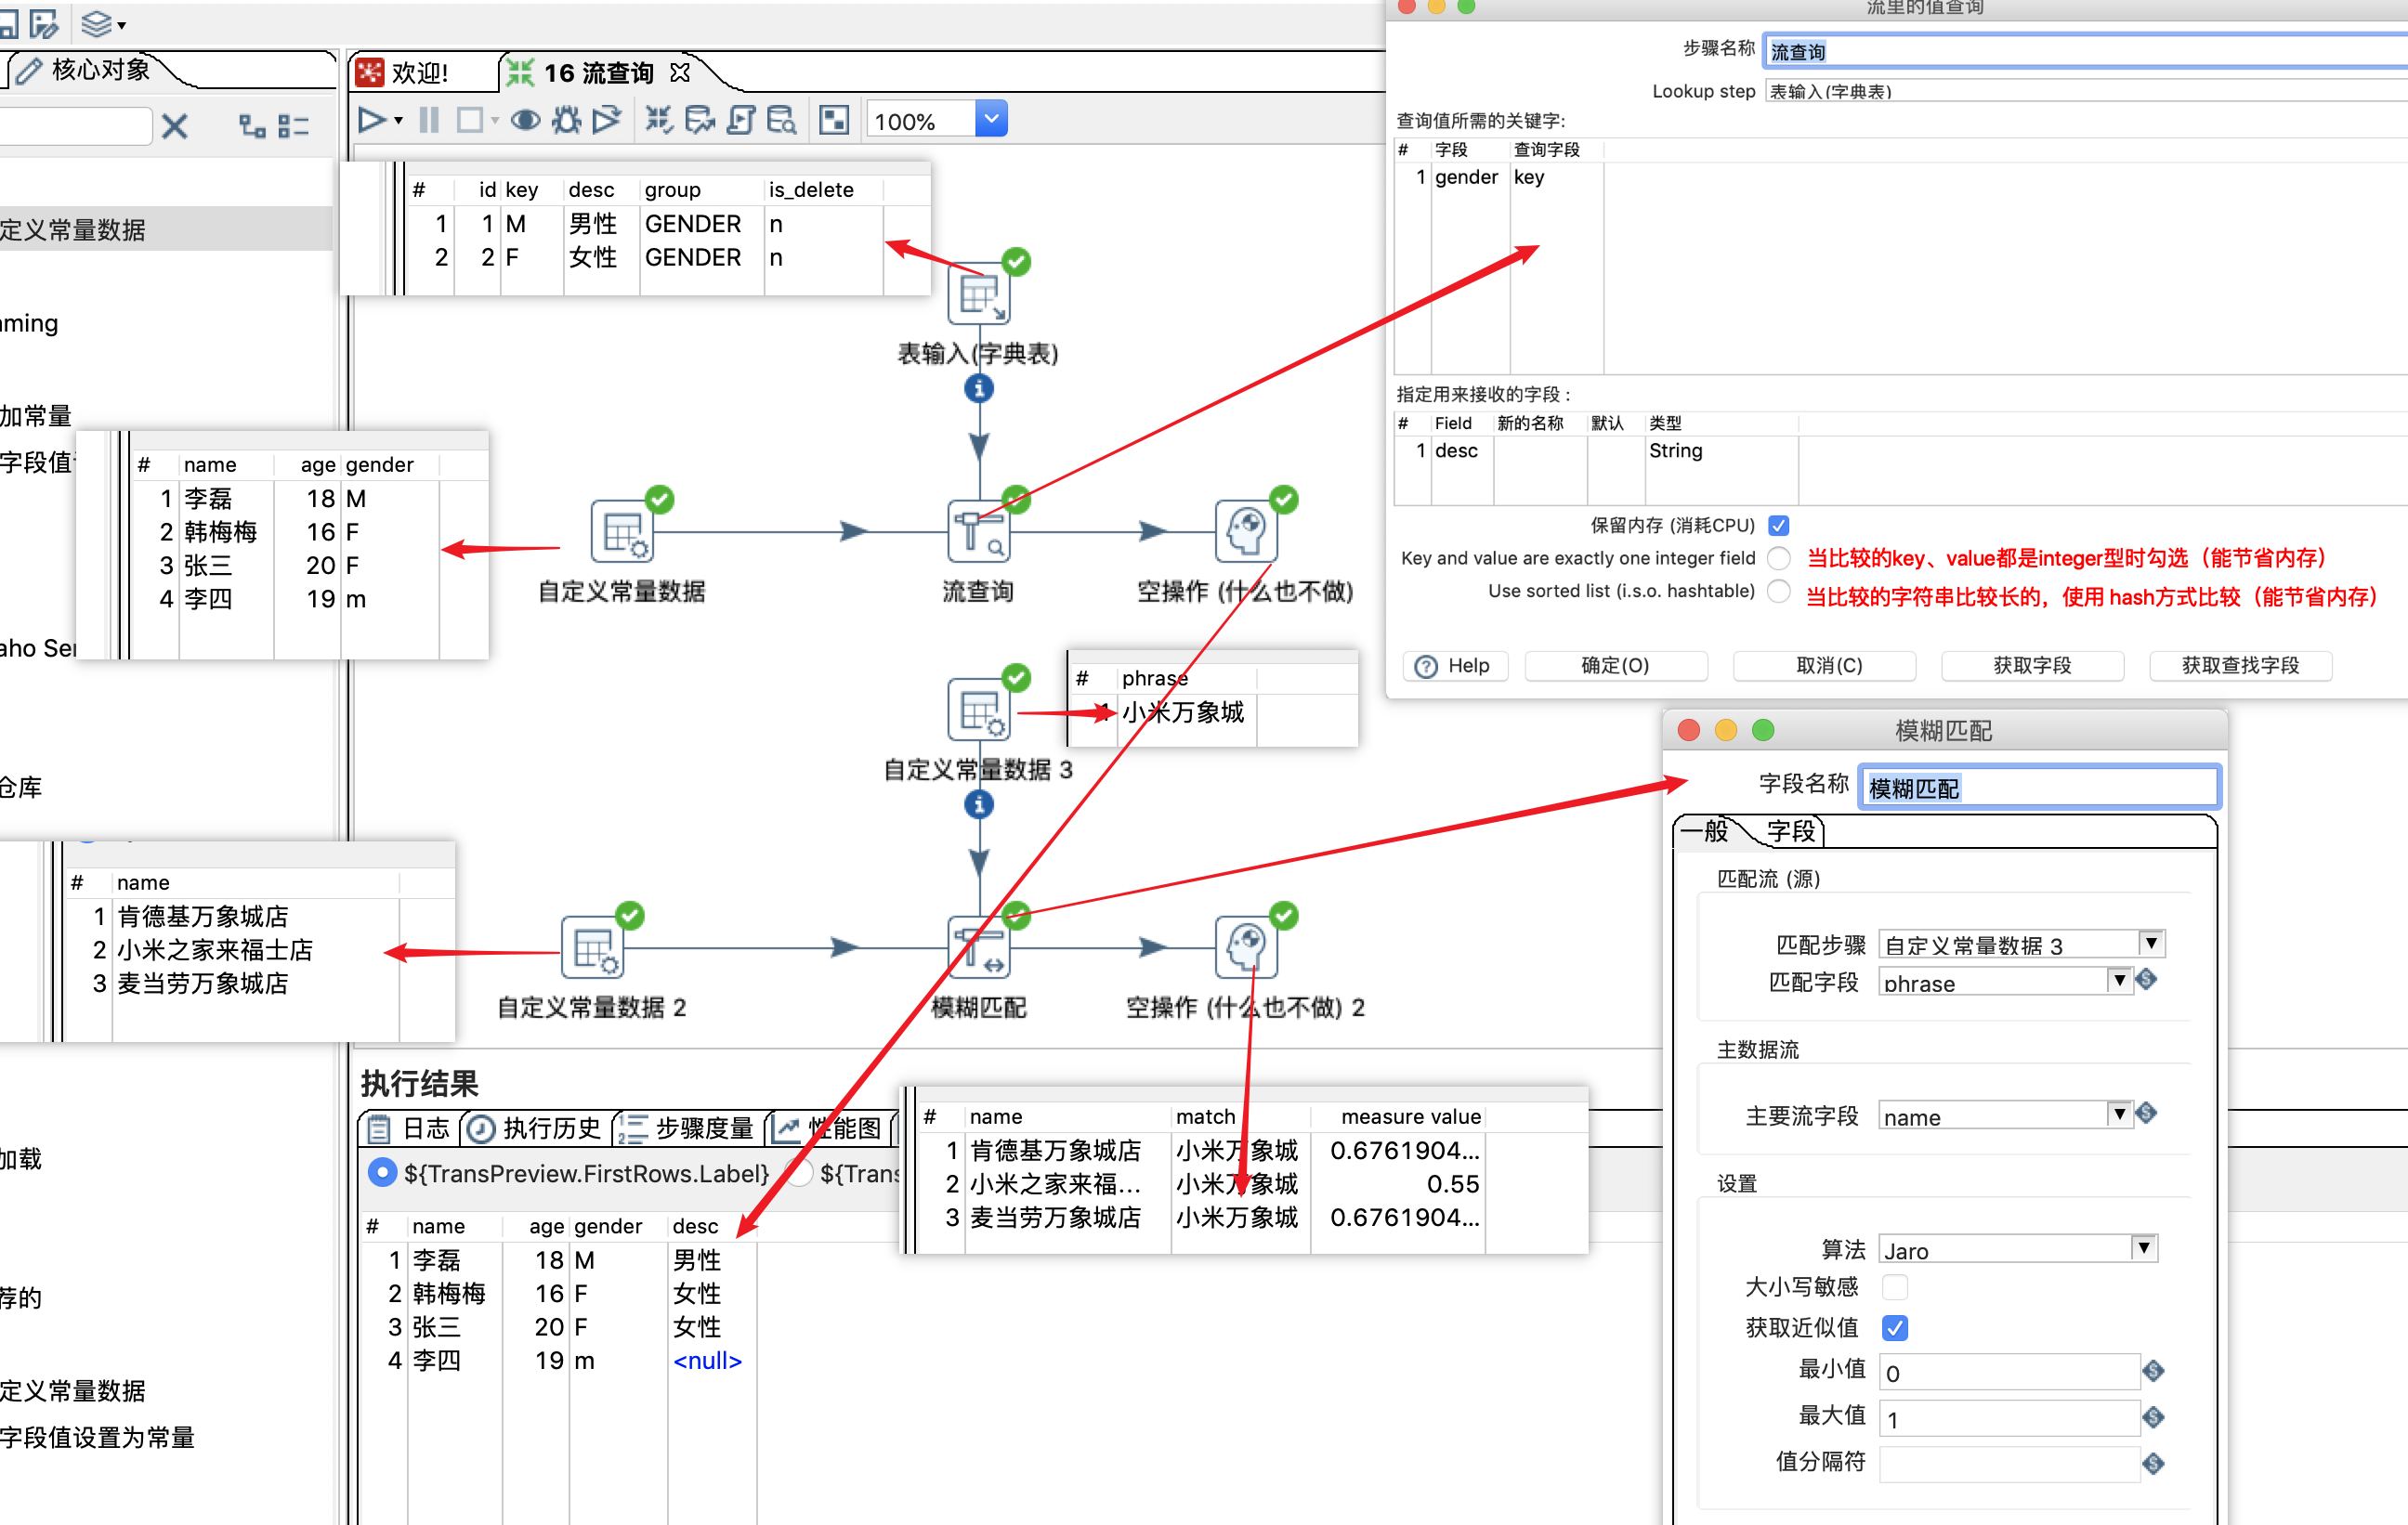 核心对象
欢迎!
16 流查询
100%
定义常量数据
加常量
仓库
加载
荐的
定义常量数据
字段值设置为常量
# id key desc group is_delete
1 1 M 男性 GENDER n
2 2 F 女性 GENDER n
表输入(字典表)
# name age gender
1 李磊 18 M
2 韩梅梅 16 F
3 张三 20 F
4 李四 19 m
自定义常量数据
流查询
空操作 (什么也不做)
# phrase
小米万象城
自定义常量数据 3
# name
1 肯德基万象城店
2 小米之家来福士店
3 麦当劳万象城店
自定义常量数据 2
模糊匹配
空操作 (什么也不做) 2
执行结果
日志
执行历史
步骤度量
性能图
${TransPreview.FirstRows.Label}
${Trans
# name age gender desc
1 李磊 18 M 男性
2 韩梅梅 16 F 女性
3 张三 20 F 女性
4 李四 19 m <null>
# name match measure value
1 肯德基万象城店 小米万象城 0.6761904...
2 小米之家来福... 小米万象城 0.55
3 麦当劳万象城店 小米万象城 0.6761904...
流里的值查询
步骤名称 流查询
Lookup step 表输入(字典表)
查询值所需的关键字:
# 字段 查询字段
1 gender key
指定用来接收的字段 :
# Field 新的名称 默认 类型
1 desc String
保留内存 (消耗CPU)
Key and value are exactly one integer field 当比较的key、value都是integer型时勾选（能节省内存）
Use sorted list (i.s.o. hashtable) 当比较的字符串比较长的，使用 hash方式比较（能节省内存）
Help
确定(O)
取消(C)
获取字段
获取查找字段
模糊匹配
字段名称 模糊匹配
一般 字段
匹配流 (源)
匹配步骤 自定义常量数据 3
匹配字段 phrase
主数据流
主要流字段 name
设置
算法 Jaro
大小写敏感
获取近似值
最小值 0
最大值 1
值分隔符